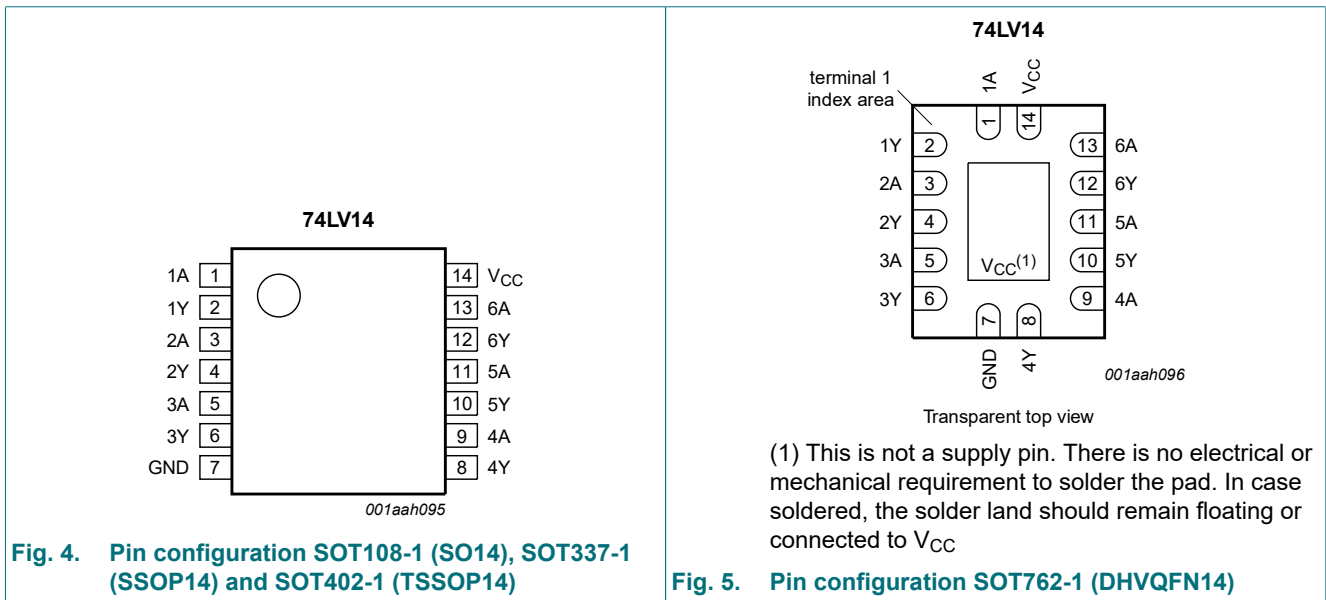 74LV14
1A 1 14 VCC
1Y 2 13 6A
2A 3 12 6Y
2Y 4 11 5A
3A 5 10 5Y
3Y 6 9 4A
GND 7 8 4Y
001aah095
Fig. 4. Pin configuration SOT108-1 (SO14), SOT337-1
(SSOP14) and SOT402-1 (TSSOP14)
74LV14
terminal 1
index area
1A VCC
1 14
1Y 2 13 6A
2A 3 12 6Y
2Y 4 11 5A
3A 5 VCC(1) 10 5Y
3Y 6 9 4A
7 8
GND 4Y
001aah096
Transparent top view
(1) This is not a supply pin. There is no electrical or
mechanical requirement to solder the pad. In case
soldered, the solder land should remain floating or
connected to VCC
Fig. 5. Pin configuration SOT762-1 (DHVQFN14)